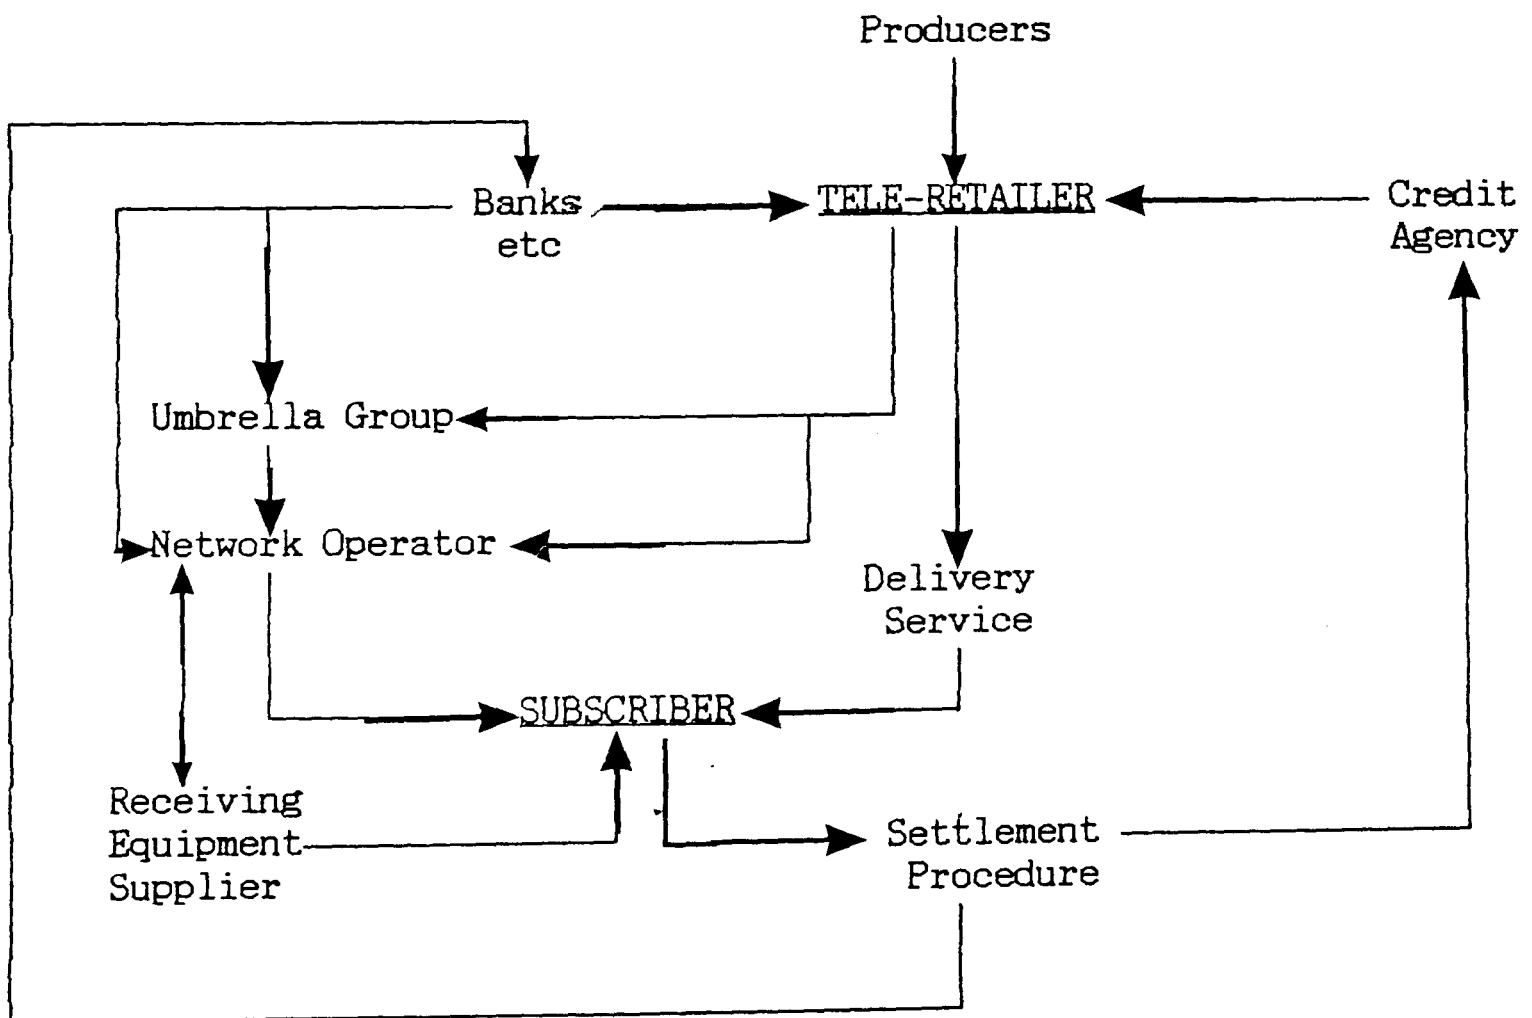 Producers
Banks
etc
TELE-RETAILER
Credit
Agency
Umbrella Group
Network Operator
Delivery
Service
SUBSCRIBER
Receiving
Equipment
Supplier
Settlement
Procedure